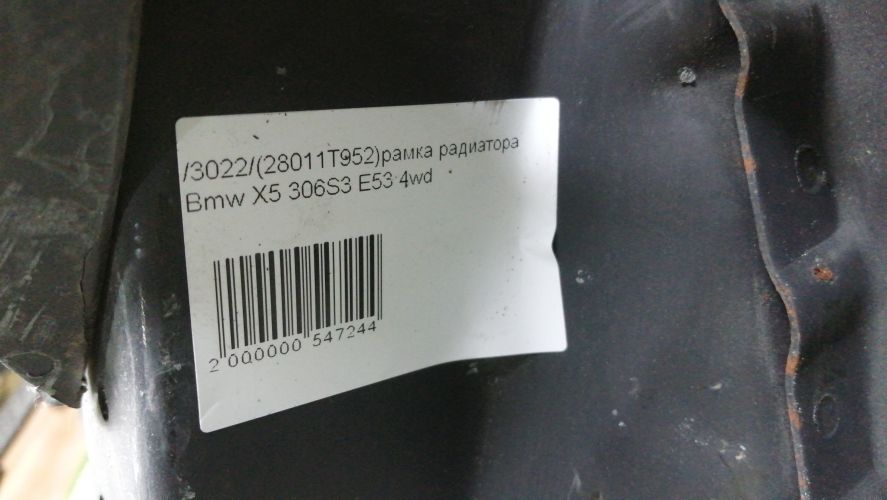 /3022/(28011T952)рамка радиатора
Bmw X5 306S3 E53 4wd
2 000000 547244